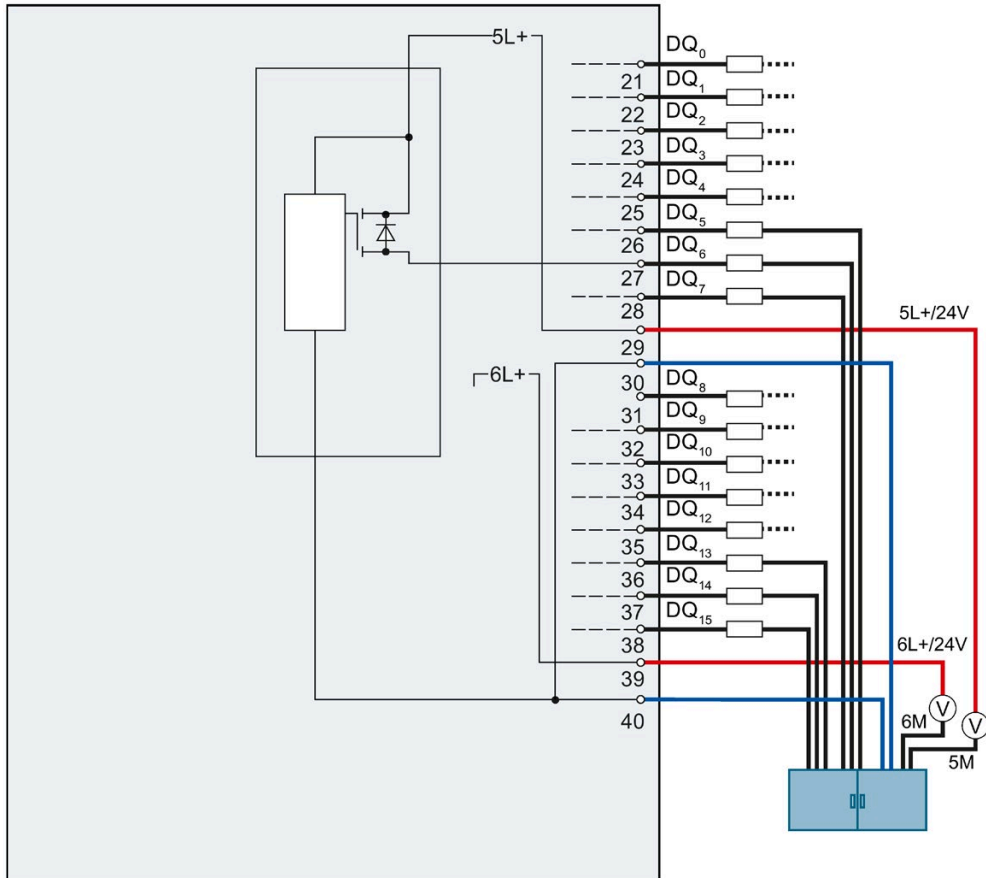 5L+
DQ0
21
DQ1
22
DQ2
23
DQ3
24
DQ4
25
DQ5
26
DQ6
27
DQ7
28
5L+/24V
29
6L+
30
DQ8
31
DQ9
32
DQ10
33
DQ11
34
DQ12
35
DQ13
36
DQ14
37
DQ15
38
6L+/24V
39
V
6M
40
V
5M